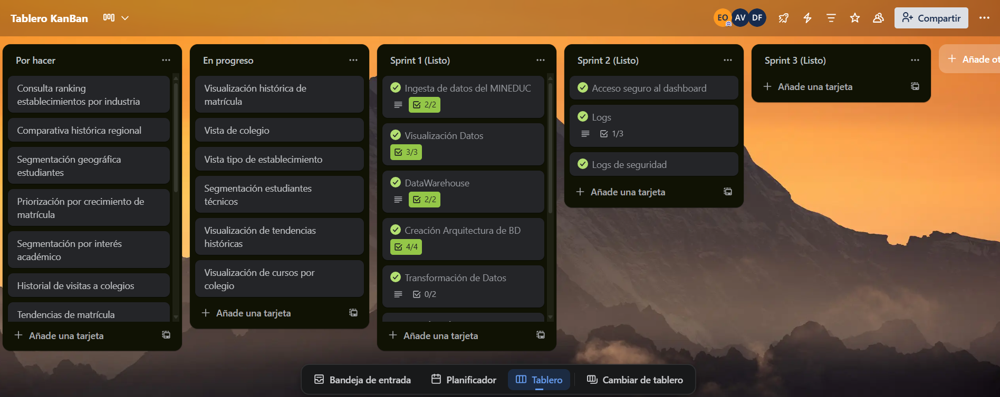 Tablero KanBan
EO
AV
DF
Compartir
Por hacer
Consulta ranking
establecimientos por industria
Comparativa histórica regional
Segmentación geográfica
estudiantes
Priorización por crecimiento de
matrícula
Segmentación por interés
académico
Historial de visitas a colegios
Tendencias de matrícula
Añade una tarjeta
En progreso
Visualización histórica de
matrícula
Vista de colegio
Vista tipo de establecimiento
Segmentación estudiantes
técnicos
Visualización de tendencias
históricas
Visualización de cursos por
colegio
Añade una tarjeta
Sprint 1 (Listo)
Ingesta de datos del MINEDUC
2/2
Visualización Datos
3/3
DataWarehouse
2/2
Creación Arquitectura de BD
4/4
Transformación de Datos
0/2
Añade una tarjeta
Sprint 2 (Listo)
Acceso seguro al dashboard
Logs
1/3
Logs de seguridad
Añade una tarjeta
Sprint 3 (Listo)
Añade una tarjeta
Añade ot
Bandeja de entrada
Planificador
Tablero
Cambiar de tablero